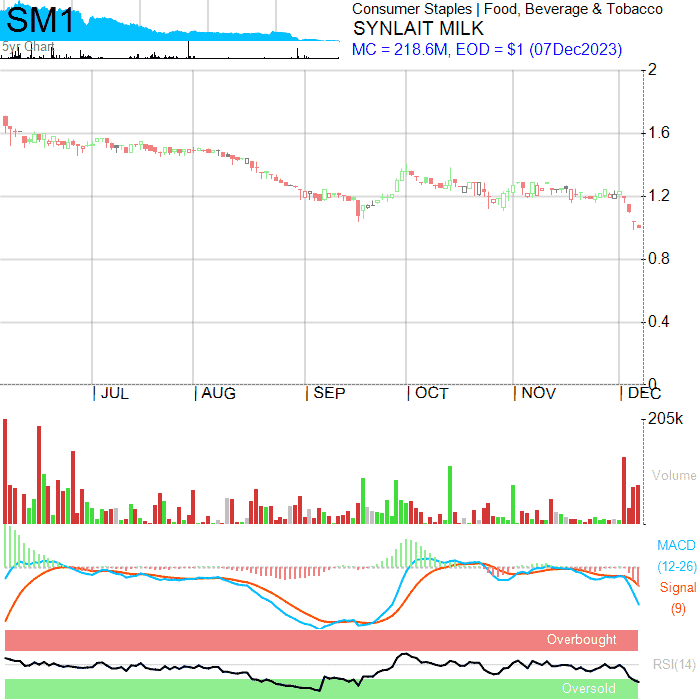 SM1
5yr Chart
Consumer Staples | Food, Beverage & Tobacco
SYNLAIT MILK
MC = 218.6M, EOD = $1 (07Dec2023)
2
1.6
1.2
0.8
0.4
0
JUL AUG SEP OCT NOV DEC
205k
Volume
MACD
(12-26)
Signal
(9)
Overbought
RSI(14)
Oversold